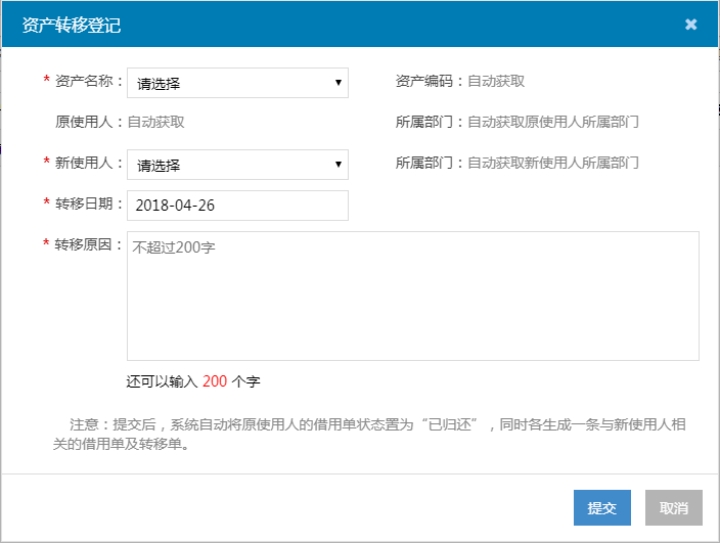 资产转移登记
* 资产名称：请选择 资产编码：自动获取
原使用人：自动获取 所属部门：自动获取原使用人所属部门
* 新使用人：请选择 所属部门：自动获取新使用人所属部门
* 转移日期：2018-04-26
* 转移原因：不超过200字
还可以输入 200 个字
注意：提交后，系统自动将原使用人的借用单状态置为“已归还”，同时各生成一条与新使用人相
关的借用单及转移单。
提交 取消